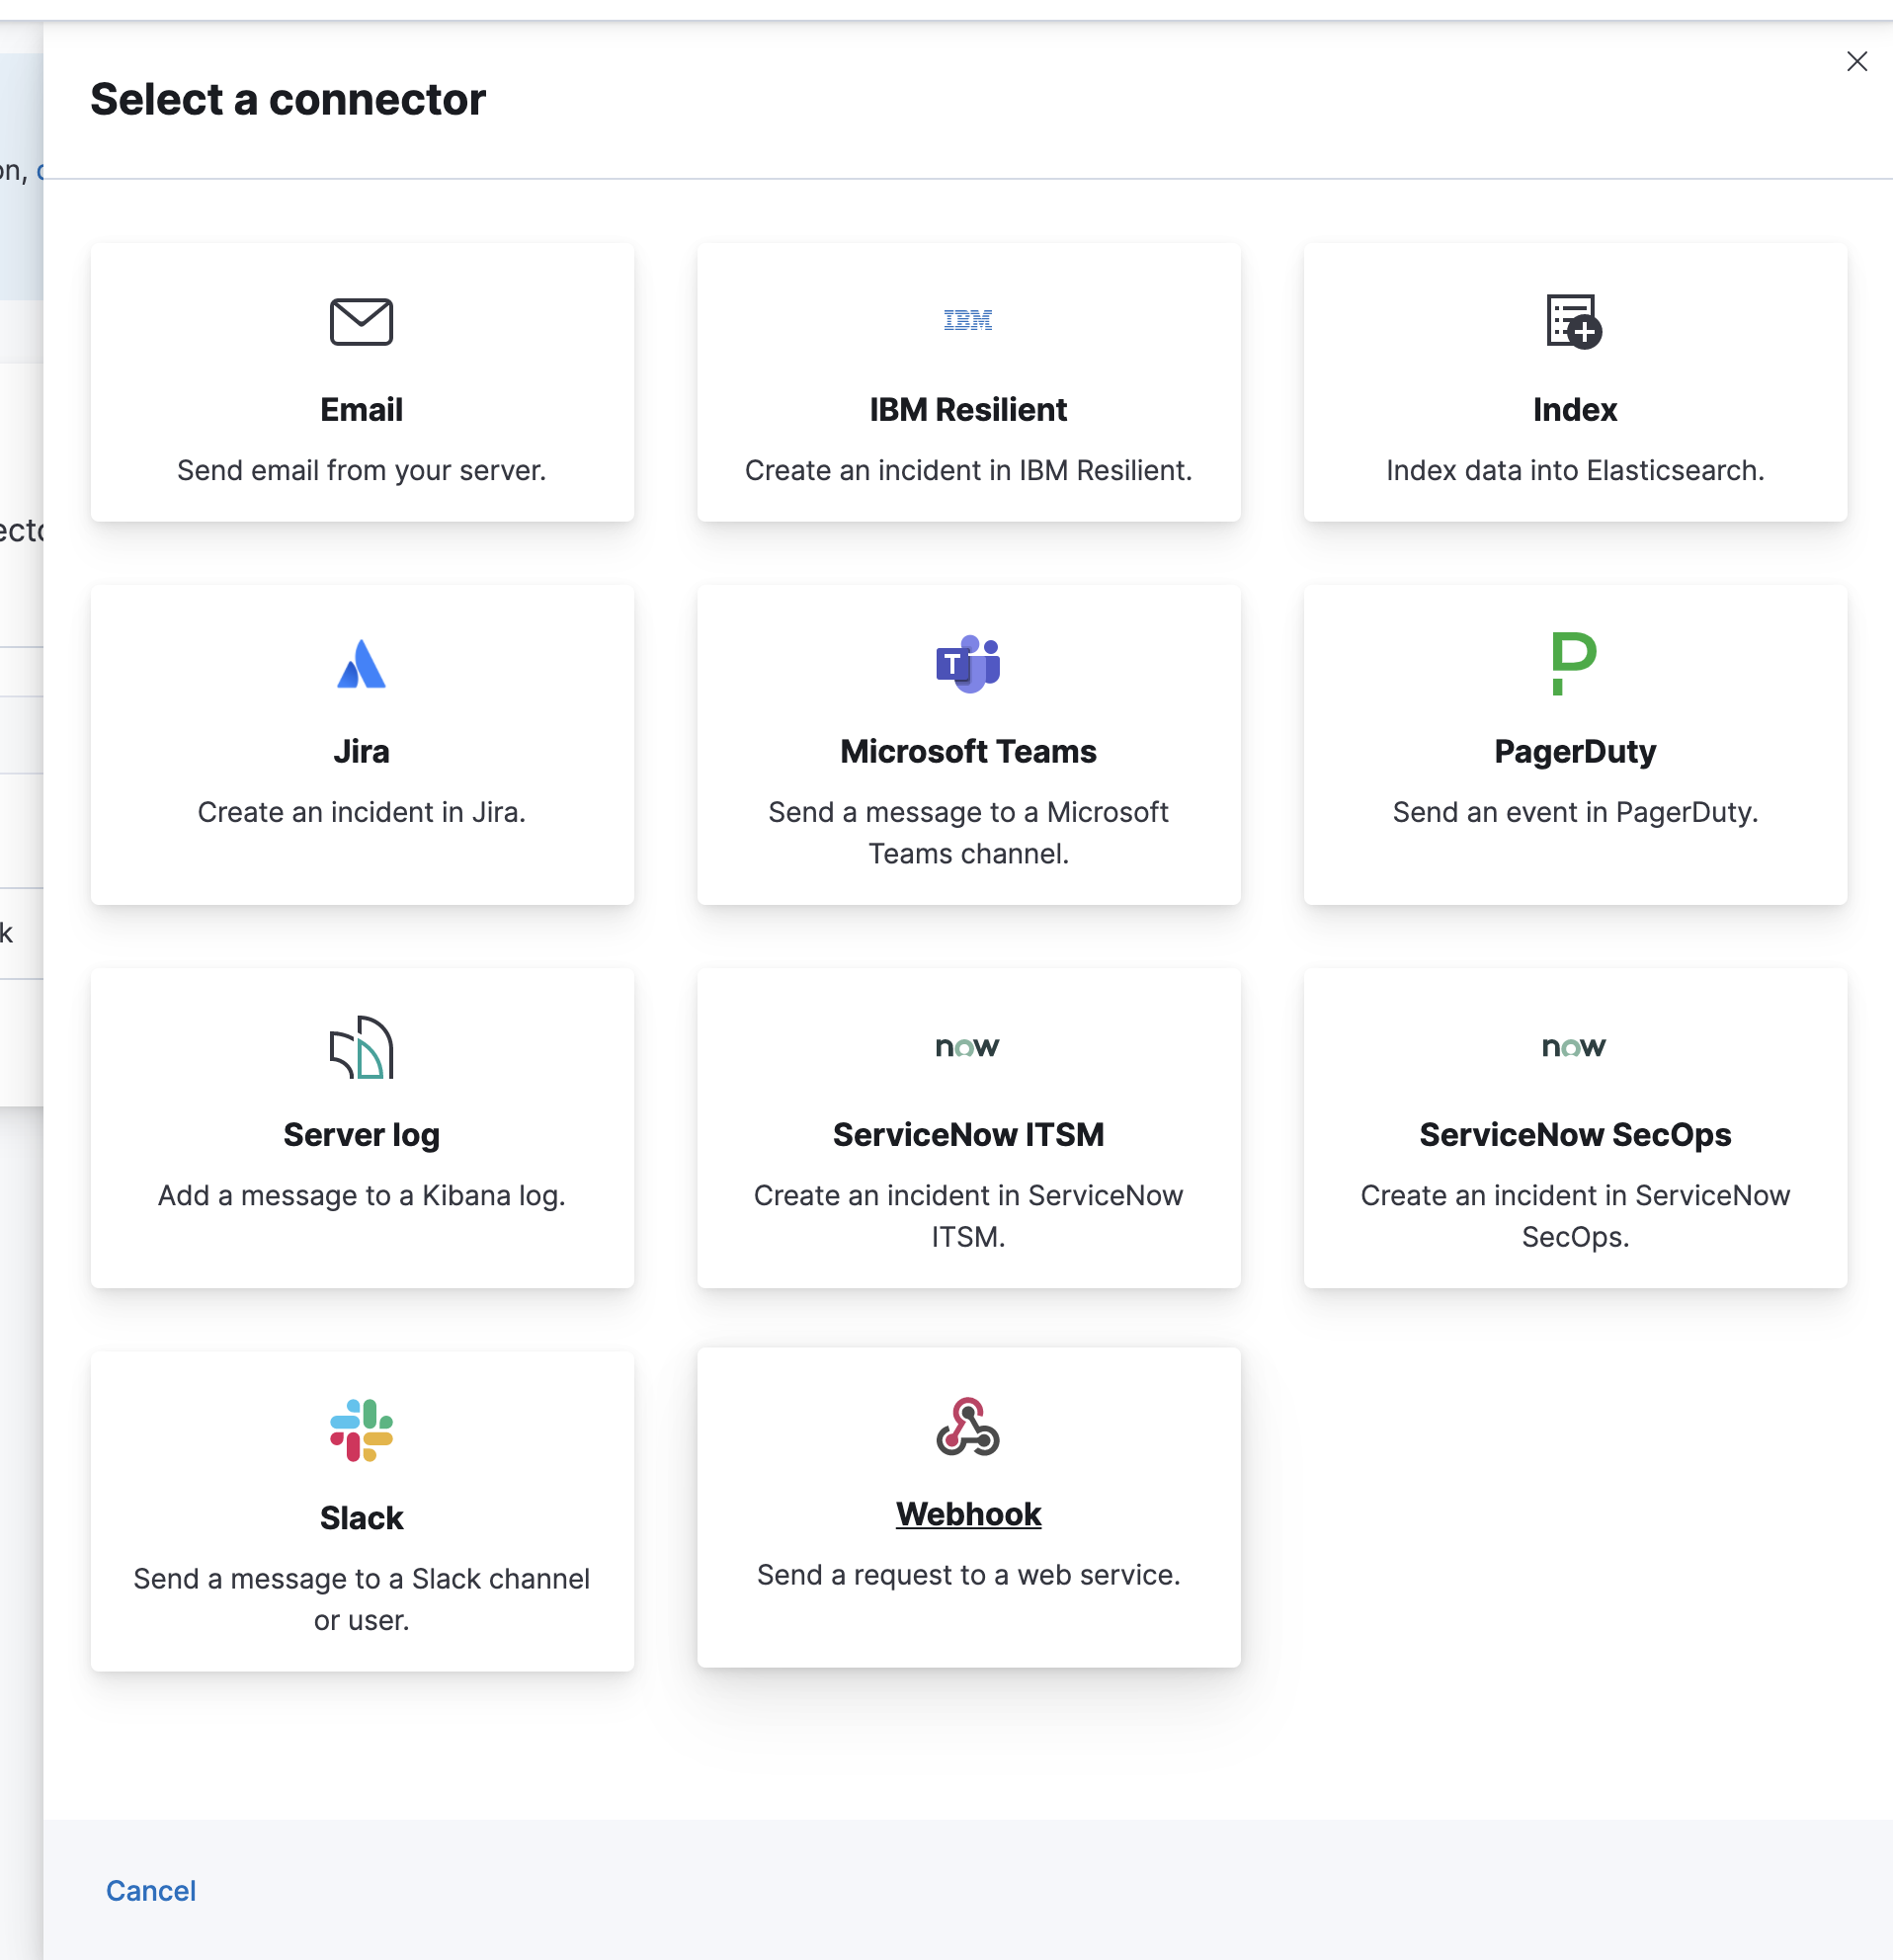 Select a connector
on,
IBM
Email
IBM Resilient
Index
Send email from your server.
Create an incident in IBM Resilient.
Index data into Elasticsearch.
ecto
T
Jira
Microsoft Teams
PagerDuty
Create an incident in Jira.
Send a message to a Microsoft
Teams channel.
Send an event in PagerDuty.
k
now
now
Server log
ServiceNow ITSM
ServiceNow SecOps
Add a message to a Kibana log.
Create an incident in ServiceNow
ITSM.
Create an incident in ServiceNow
SecOps.
Slack
Webhook
Send a message to a Slack channel
or user.
Send a request to a web service.
Cancel